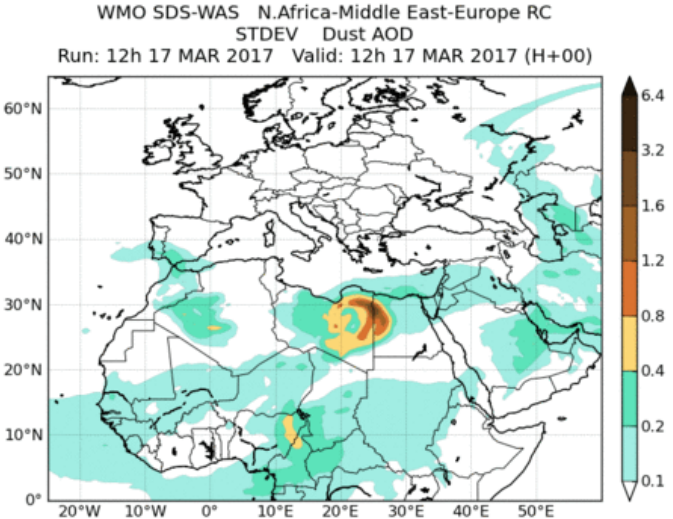 WMO SDS-WAS N.Africa-Middle East-Europe RC
STDEV Dust AOD
Run: 12h 17 MAR 2017 Valid: 12h 17 MAR 2017 (H+00)
60°N
50°N
40°N
30°N
20°N
10°N
0°
20°W
10°W
0°
10°E
20°E
30°E
40°E
50°E
6.4
3.2
1.6
1.2
0.8
0.4
0.2
0.1